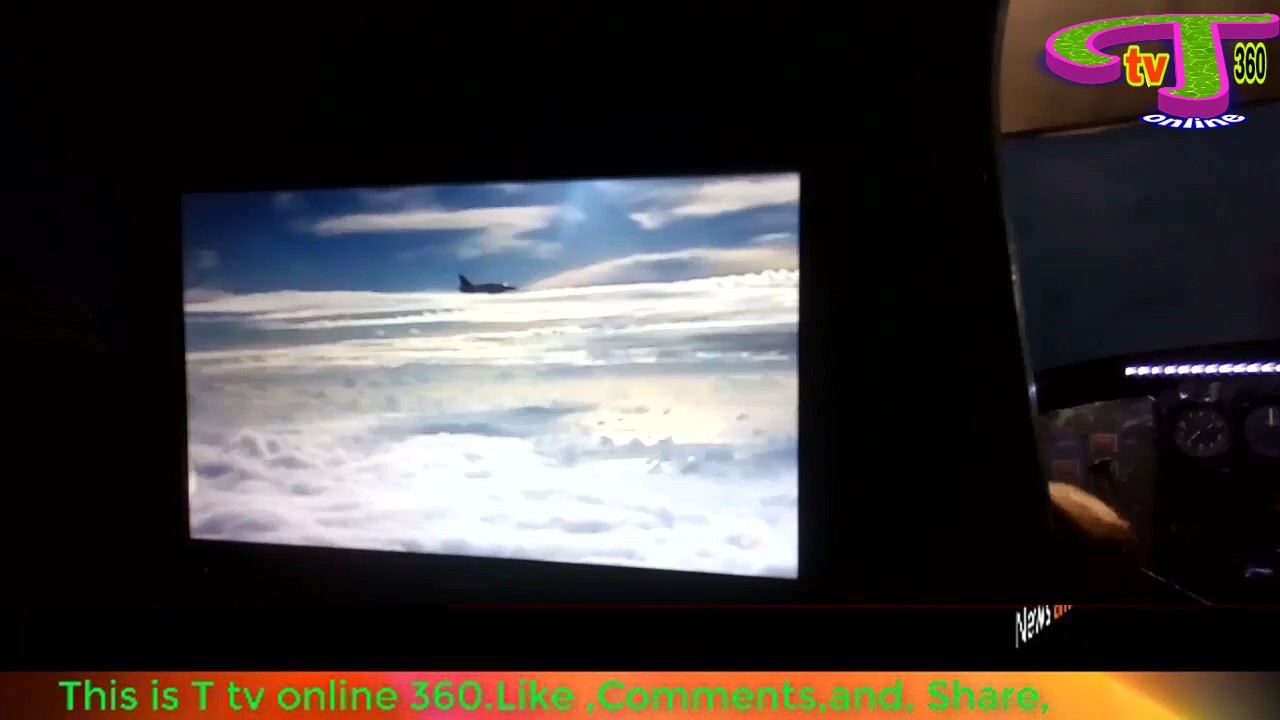 tv
360
online
News
This is T tv online 360.Like ,Comments,and, Share,